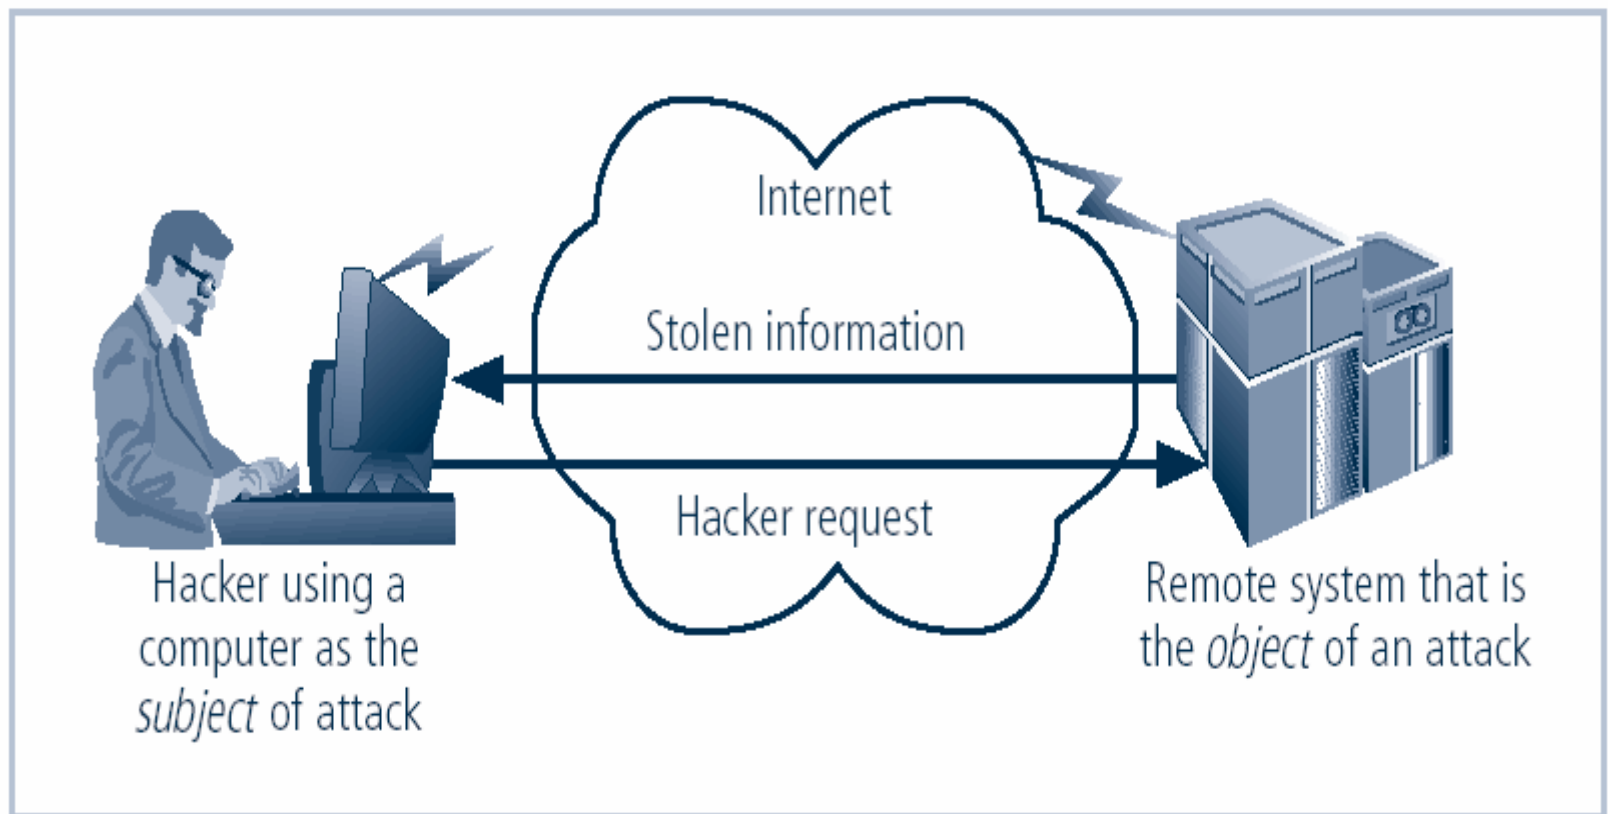 Internet
Stolen information
Hacker request
Hacker using a
computer as the
subject of attack
Remote system that is
the object of an attack